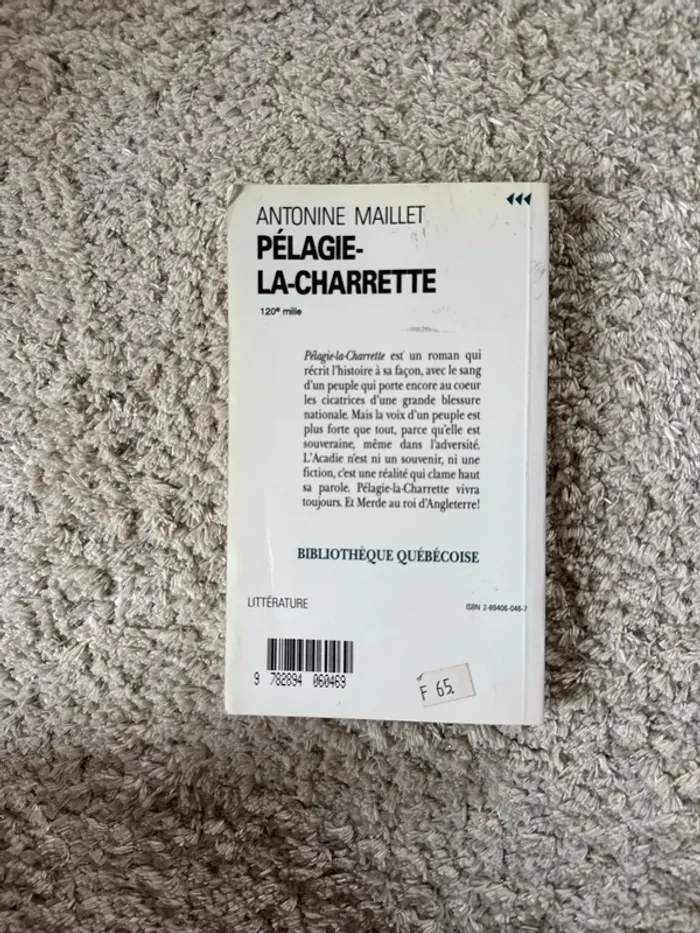 ANTONINE MAILLET
PÉLAGIE-
LA-CHARRETTE
120e mille
Pélagie-la-Charrette est un roman qui
récrit l'histoire à sa façon, avec le sang
d'un peuple qui porte encore au coeur
les cicatrices d'une grande blessure
nationale. Mais la voix d'un peuple est
plus forte que tout, parce qu'elle est
souveraine, même dans l'adversité.
L'Acadie n'est ni un souvenir, ni une
fiction, c'est une réalité qui clame haut
sa parole. Pélagie-la-Charrette vivra
toujours. Et Merde au roi d'Angleterre!
BIBLIOTHÈQUE QUÉBÉCOISE
LITTÉRATURE
ISBN 2-89406-046-7
9 782894 060469
F 65.